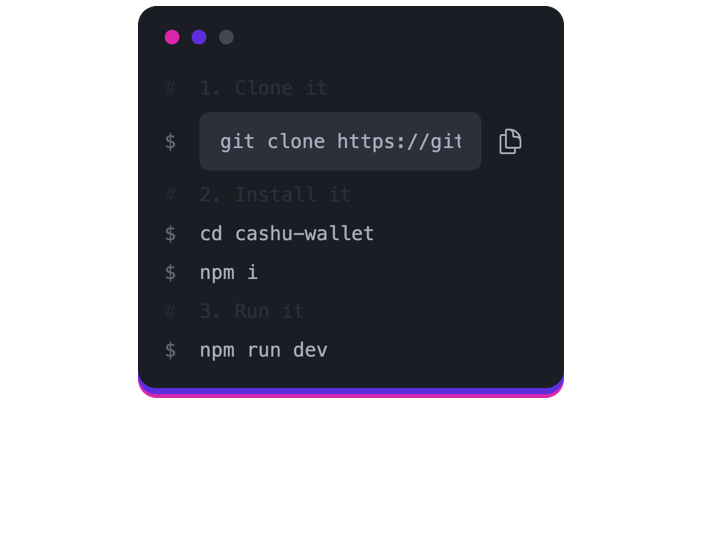 # 1. Clone it
$ git clone https://git
# 2. Install it
$ cd cashu-wallet
$ npm i
# 3. Run it
$ npm run dev